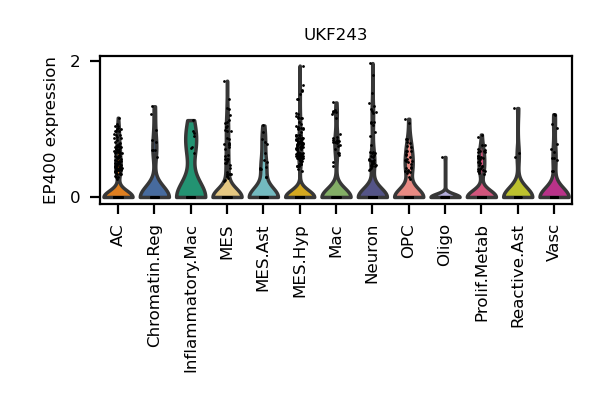 UKF243
EP400 expression
2
0
AC
Chromatin.Reg
Inflammatory.Mac
MES
MES.Ast
MES.Hyp
Mac
Neuron
OPC
Oligo
Prolif.Metab
Reactive.Ast
Vasc